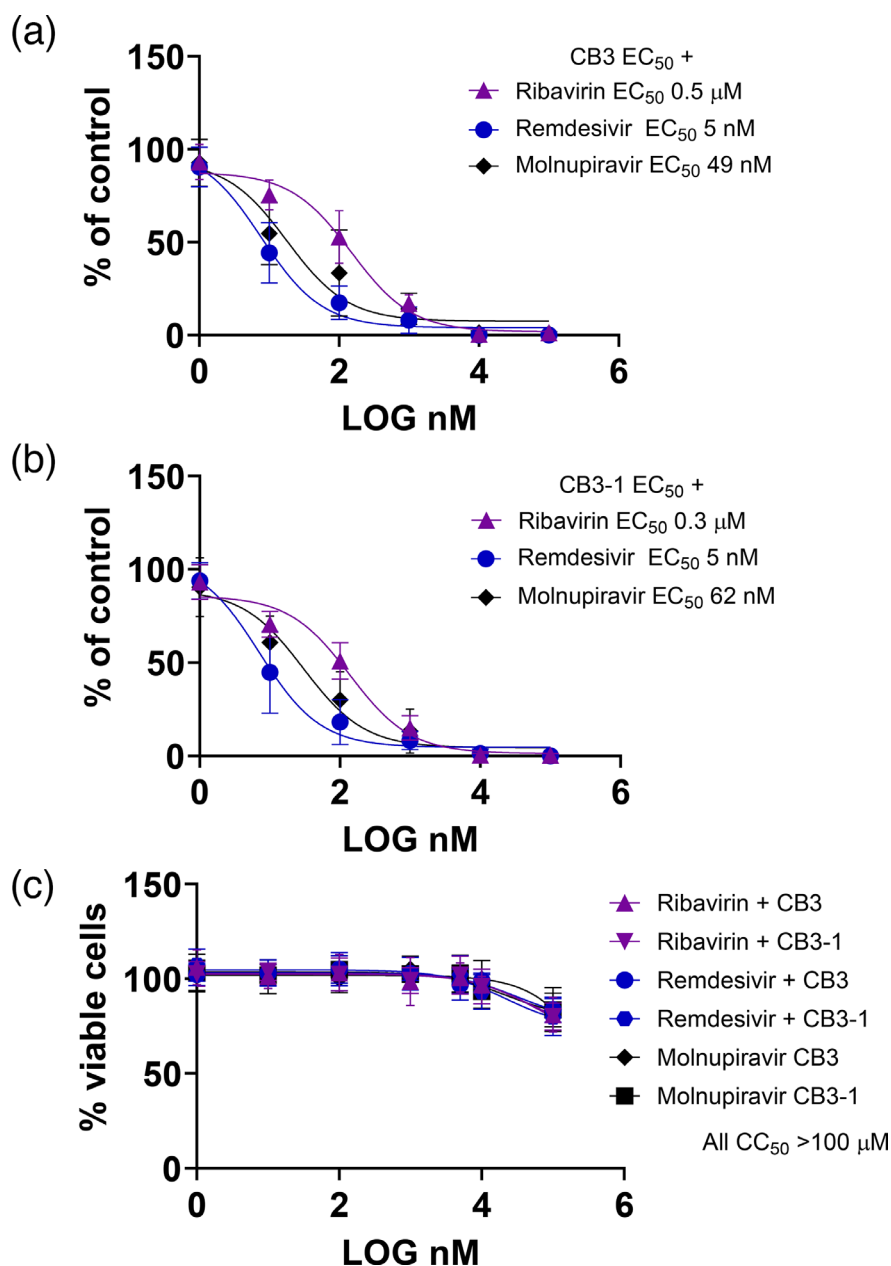 (a)
150
100
50
0
0 2 4 6
% of control
LOG nM
CB3 EC₅₀ +
Ribavirin EC₅₀ 0.5 μM
Remdesivir EC₅₀ 5 nM
Molnupiravir EC₅₀ 49 nM
(b)
150
100
50
0
0 2 4 6
% of control
LOG nM
CB3-1 EC₅₀ +
Ribavirin EC₅₀ 0.3 μM
Remdesivir EC₅₀ 5 nM
Molnupiravir EC₅₀ 62 nM
(c)
150
100
50
0
0 2 4 6
% viable cells
LOG nM
Ribavirin + CB3
Ribavirin + CB3-1
Remdesivir + CB3
Remdesivir + CB3-1
Molnupiravir CB3
Molnupiravir CB3-1
All CC₅₀ >100 μM